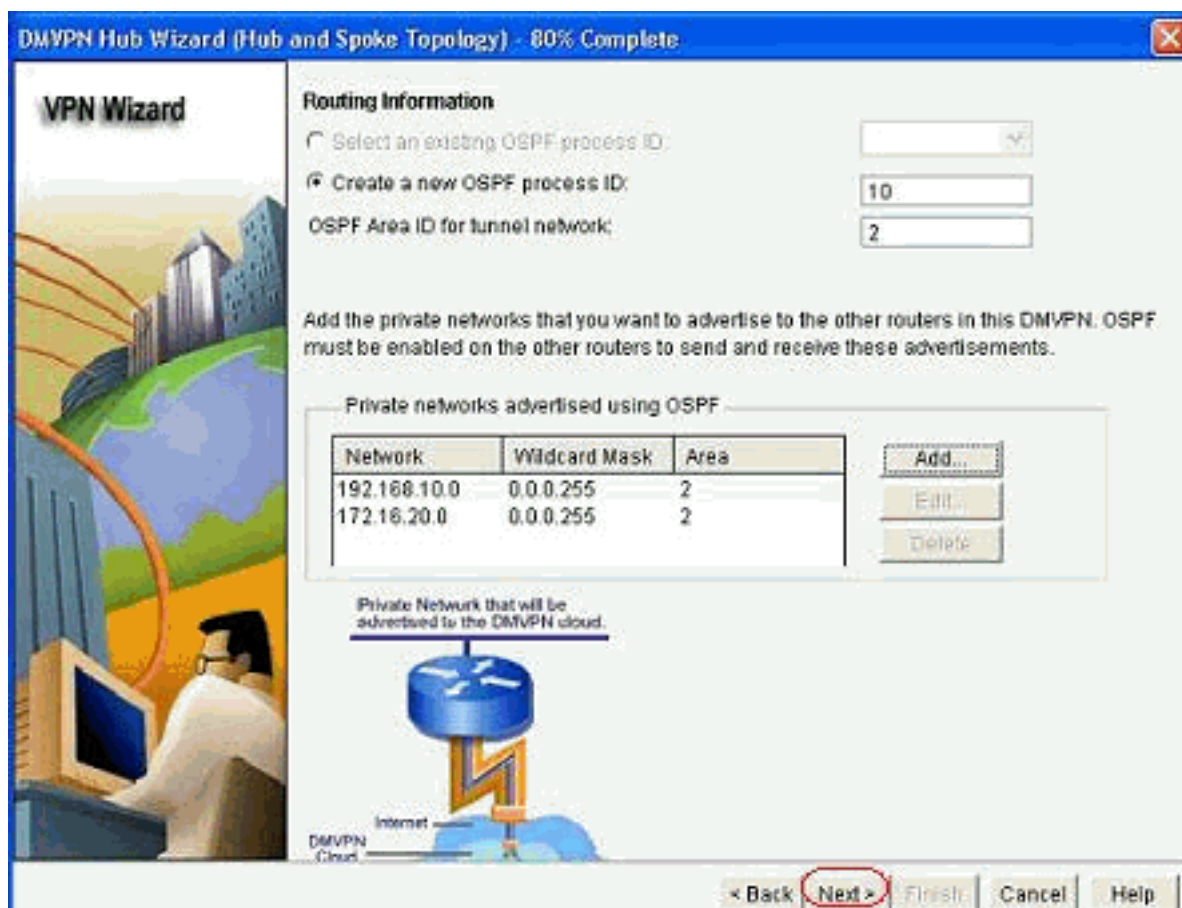 DMVPN Hub Wizard (Hub and Spoke Topology) - 80% Complete
VPN Wizard
Routing Information
Select an existing OSPF process ID:
Create a new OSPF process ID:
10
OSPF Area ID for tunnel network:
2
Add the private networks that you want to advertise to the other routers in this DMVPN. OSPF
must be enabled on the other routers to send and receive these advertisements.
Private networks advertised using OSPF
Network Wildcard Mask Area
192.168.10.0 0.0.0.255 2
172.16.20.0 0.0.0.255 2
Add...
Edit...
Delete
Private Network that will be
advertised to the DMVPN cloud.
Internet
DMVPN
Cloud
< Back Next > Finish Cancel Help